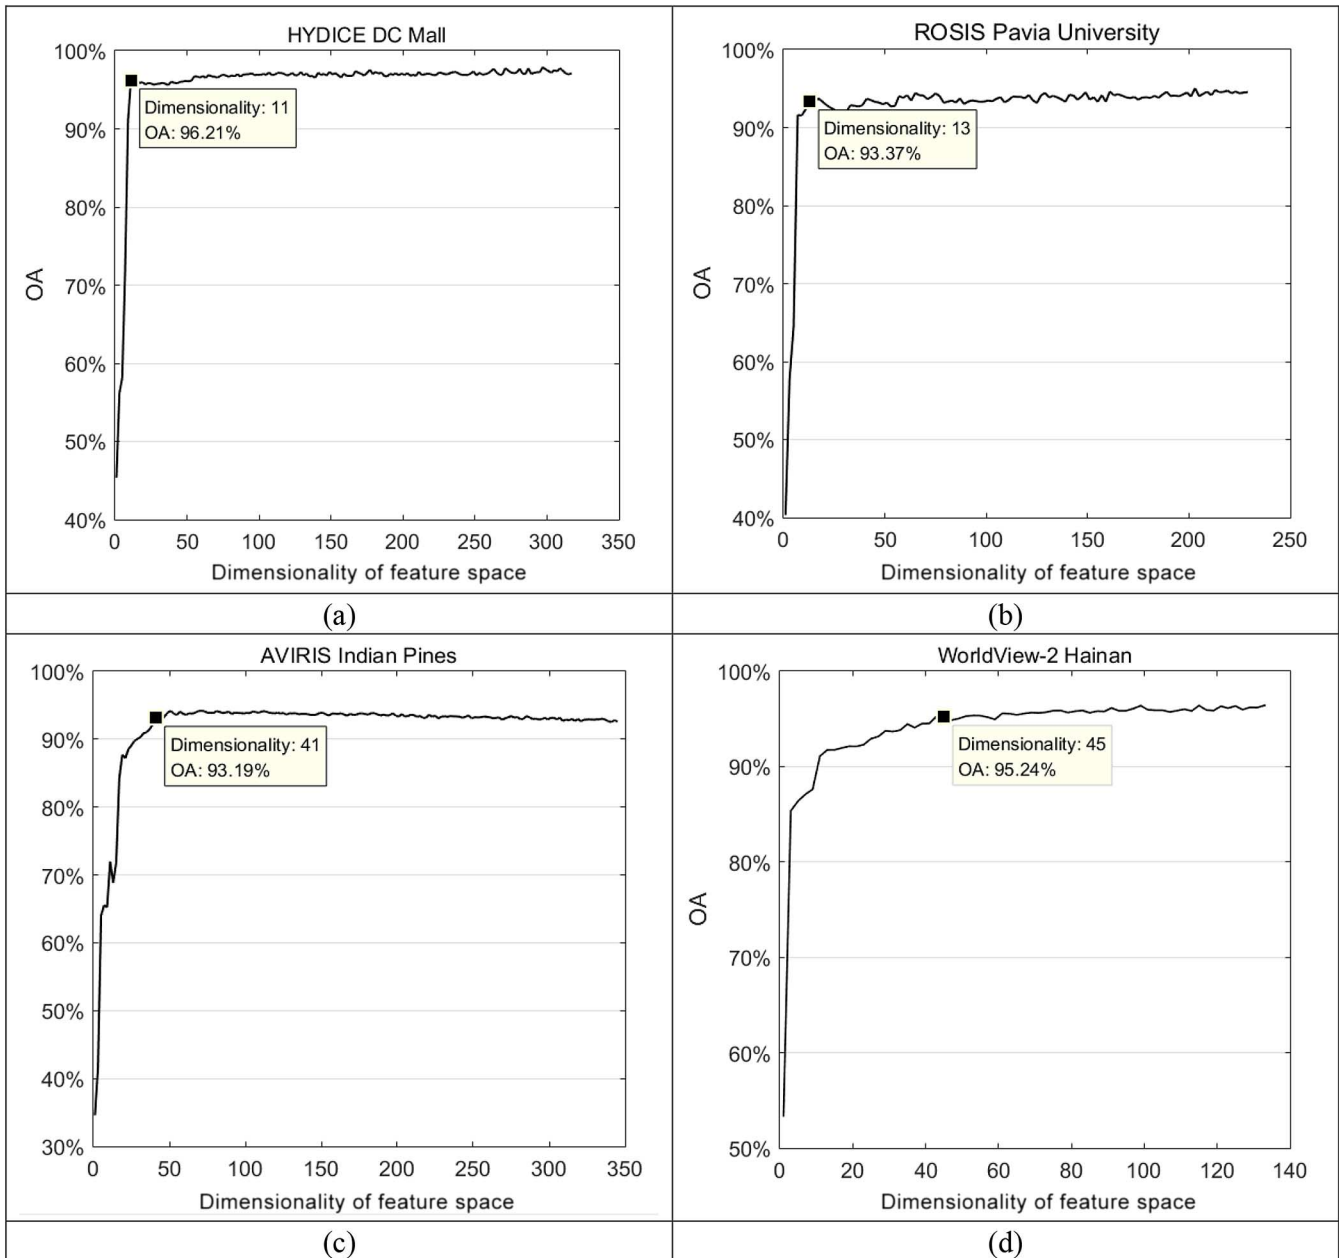 HYDICE DC Mall
100%
90%
80%
70%
60%
50%
40%
OA
Dimensionality: 11
OA: 96.21%
0 50 100 150 200 250 300 350
Dimensionality of feature space
(a)
ROSIS Pavia University
100%
90%
80%
70%
60%
50%
40%
OA
Dimensionality: 13
OA: 93.37%
0 50 100 150 200 250
Dimensionality of feature space
(b)
AVIRIS Indian Pines
100%
90%
80%
70%
60%
50%
40%
30%
Dimensionality: 41
OA: 93.19%
0 50 100 150 200 250 300 350
Dimensionality of feature space
(c)
WorldView-2 Hainan
100%
90%
80%
70%
60%
50%
OA
Dimensionality: 45
OA: 95.24%
0 20 40 60 80 100 120 140
Dimensionality of feature space
(d)